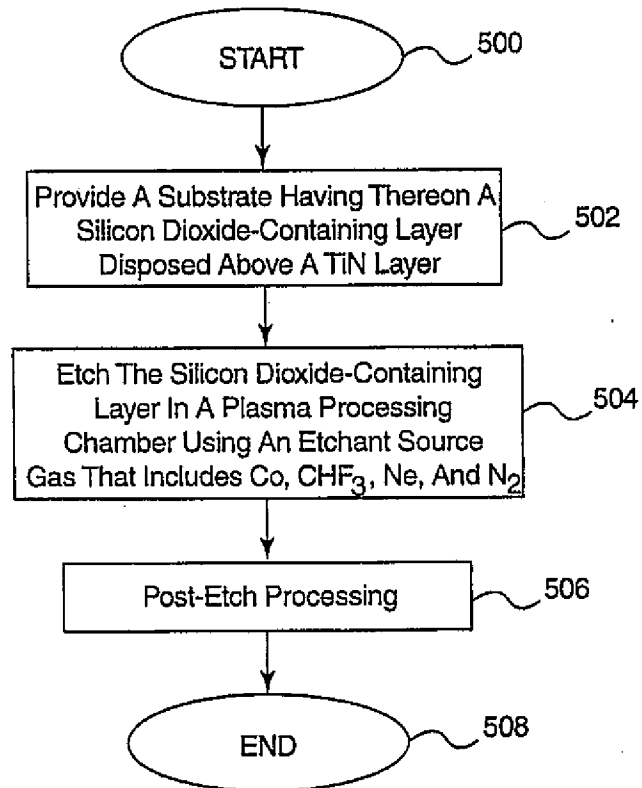 START
500
Provide A Substrate Having Thereon A
Silicon Dioxide-Containing Layer
Disposed Above A TiN Layer
502
Etch The Silicon Dioxide-Containing
Layer In A Plasma Processing
Chamber Using An Etchant Source
Gas That Includes Co, CHF3, Ne, And N2
504
Post-Etch Processing
506
END
508